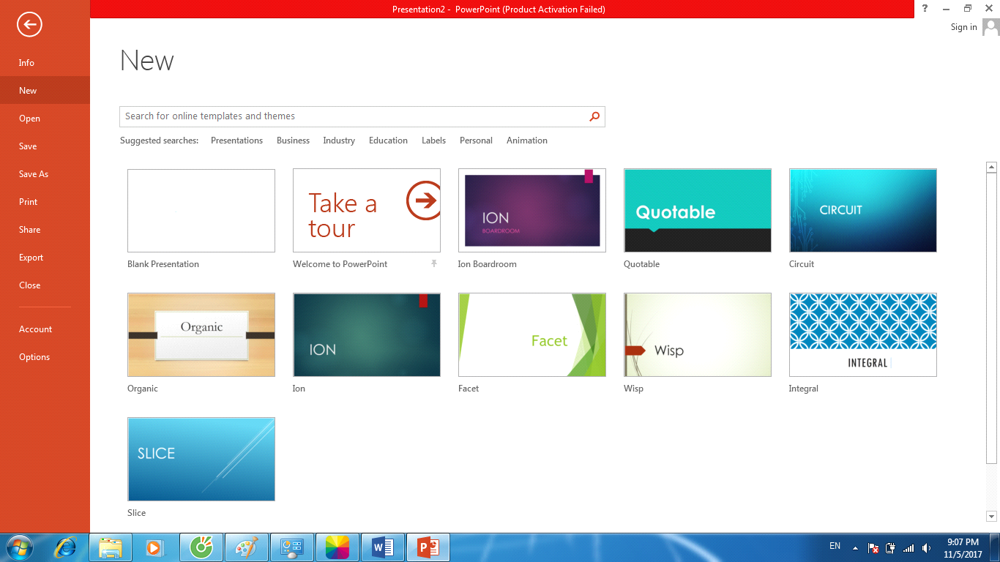 Presentation2 - PowerPoint (Product Activation Failed)
?
Sign in
Info
New
Open
Save
Save As
Print
Share
Export
Close
Account
Options
New
Search for online templates and themes
Suggested searches: Presentations Business Industry Education Labels Personal Animation
Take a
tour
ION
BOARDROOM
Quotable
CIRCUIT
Blank Presentation
Welcome to PowerPoint
Ion Boardroom
Quotable
Circuit
Organic
ION
Facet
Wisp
INTEGRAL
Organic
Ion
Facet
Wisp
Integral
SLICE
Slice
W
P
EN
9:07 PM
11/5/2017